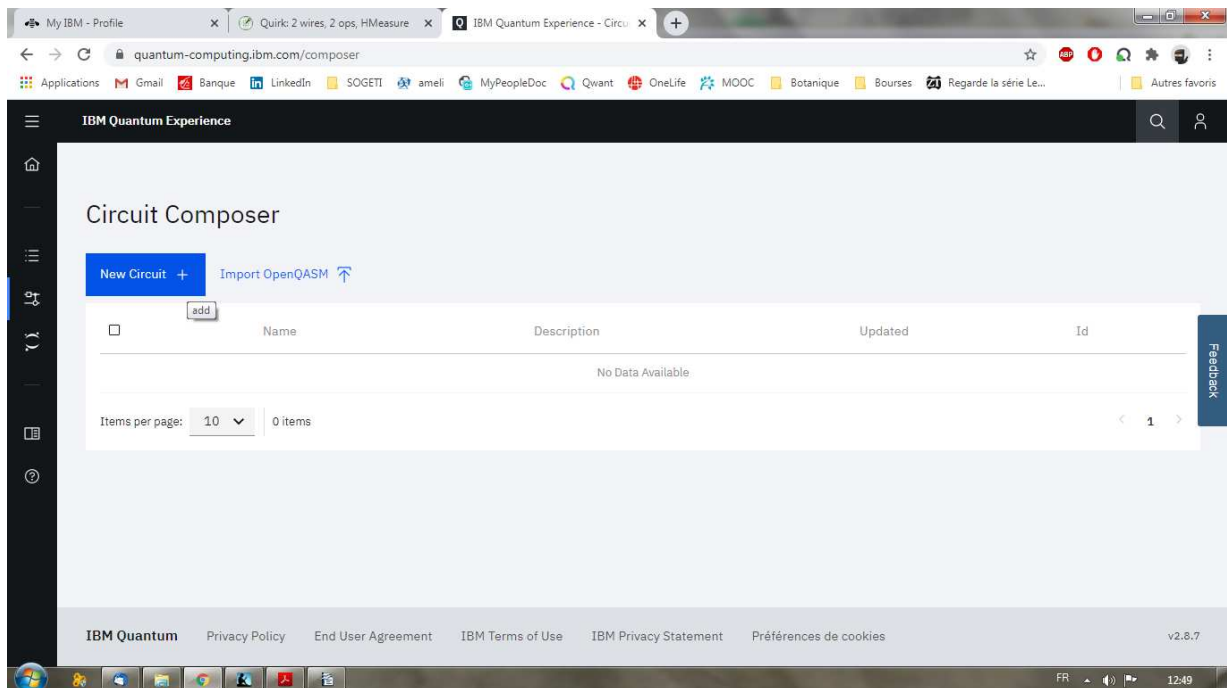 My IBM - Profile
Quirk: 2 wires, 2 ops, HMeasure
IBM Quantum Experience - Circu
quantum-computing.ibm.com/composer
ABP
Applications Gmail Banque LinkedIn SOGETI ameli MyPeopleDoc Qwant OneLife MOOC Botanique Bourses Regarde la série Le... Autres favoris
IBM Quantum Experience
Circuit Composer
New Circuit + Import OpenQASM
add
Name Description Updated Id
No Data Available
Feedback
Items per page: 10 0 items 1
IBM Quantum Privacy Policy End User Agreement IBM Terms of Use IBM Privacy Statement Préférences de cookies v2.8.7
FR 12:49